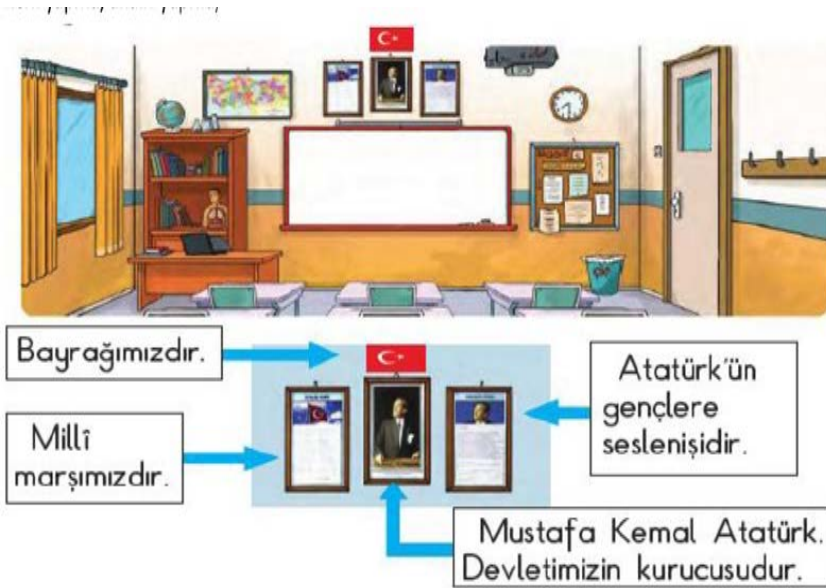 Bayrağımızdır.
Millî
marşımızdır.
Atatürk'ün
gençlere
seslenişidir.
Mustafa Kemal Atatürk.
Devletimizin kurucusudur.